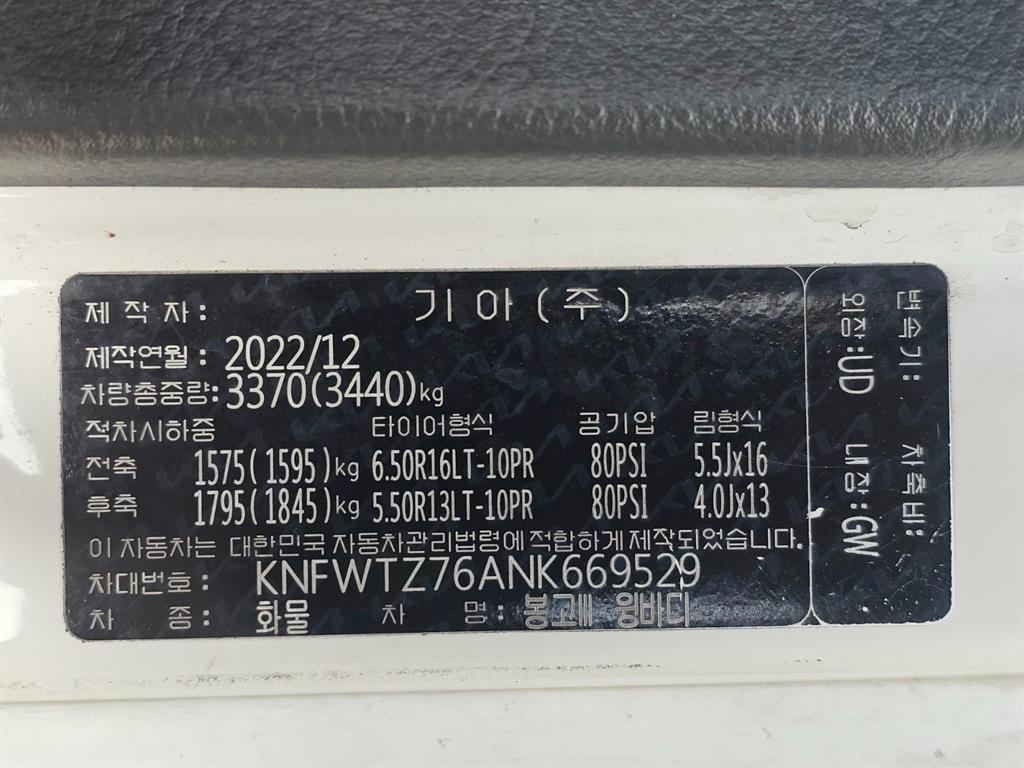 제 작 자 : 기 아 ( 주 )
제작연월 : 2022/12
차량총중량: 3370(3440)kg
적차시하중 타이어형식 공기압 림형식
전축 1575(1595)kg 6.50R16LT-10PR 80PSI 5.5Jx16
후축 1795(1845)kg 5.50R13LT-10PR 80PSI 4.0Jx13
이 자동차는 대한민국 자동차관리법령에 적합하게 제작되었습니다.
차대번호 : KNFWTZ76ANK669529
차 종 : 화물 차 명 : 봉고 윙바디
변속기: 차축비:
외장:UD 내장:GW